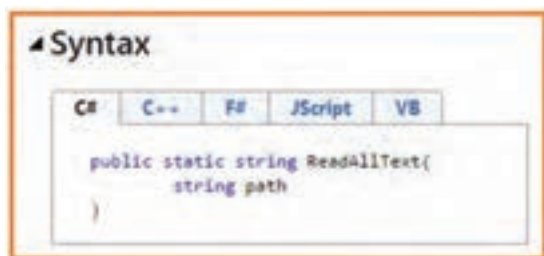 Syntax
C# C++ F# JScript VB
public static string ReadAllText(
string path
)